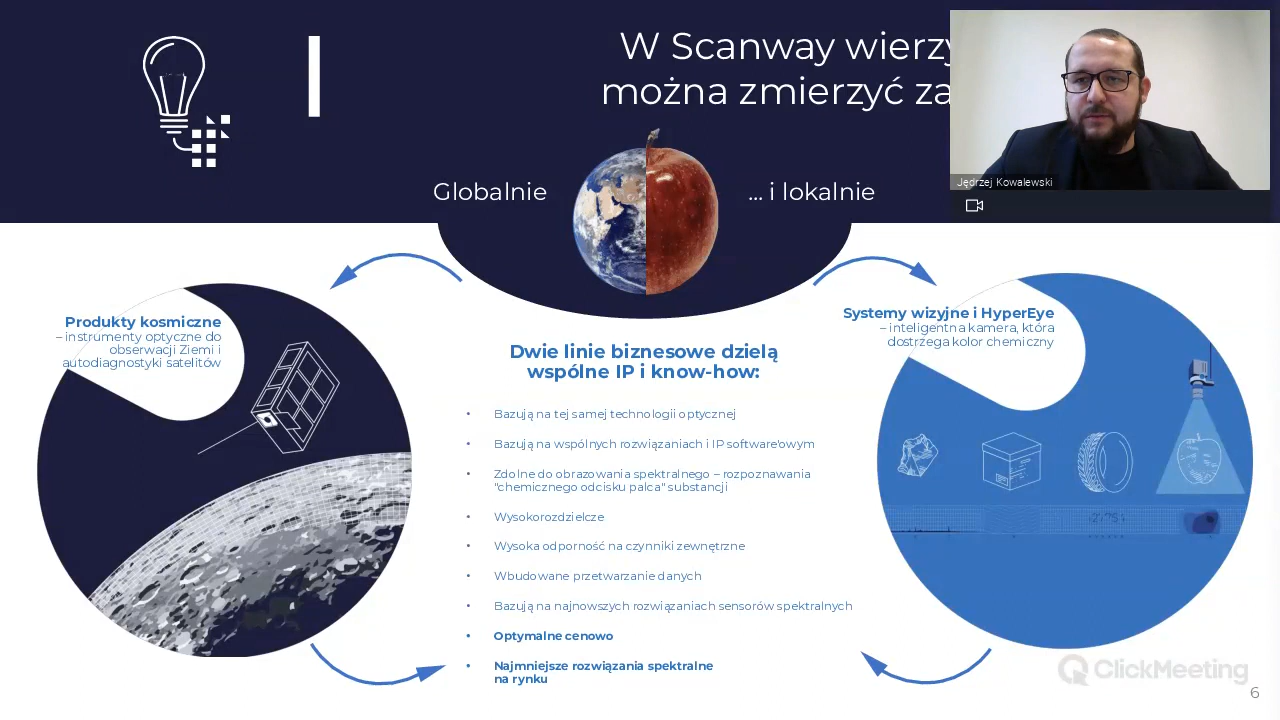 W Scanway wierzy
można zmierzyć za
Globalnie
... i lokalnie
Jędrzej Kowalewski
Produkty kosmiczne
– instrumenty optyczne do
obserwacji Ziemi i
autodiagnostyki satelitów
Dwie linie biznesowe dzielą
wspólne IP i know-how:
• Bazują na tej samej technologii optycznej
• Bazują na wspólnych rozwiązaniach i IP software'owym
• Zdolne do obrazowania spektralnego – rozpoznawania
"chemicznego odcisku palca" substancji
• Wysokorozdzielcze
• Wysoka odporność na czynniki zewnętrzne
• Wbudowane przetwarzanie danych
• Bazują na najnowszych rozwiązaniach sensorów spektralnych
• Optymalne cenowo
• Najmniejsze rozwiązania spektralne
na rynku
Systemy wizyjne i HyperEye
– inteligentna kamera, która
dostrzega kolor chemiczny
ClickMeeting
6